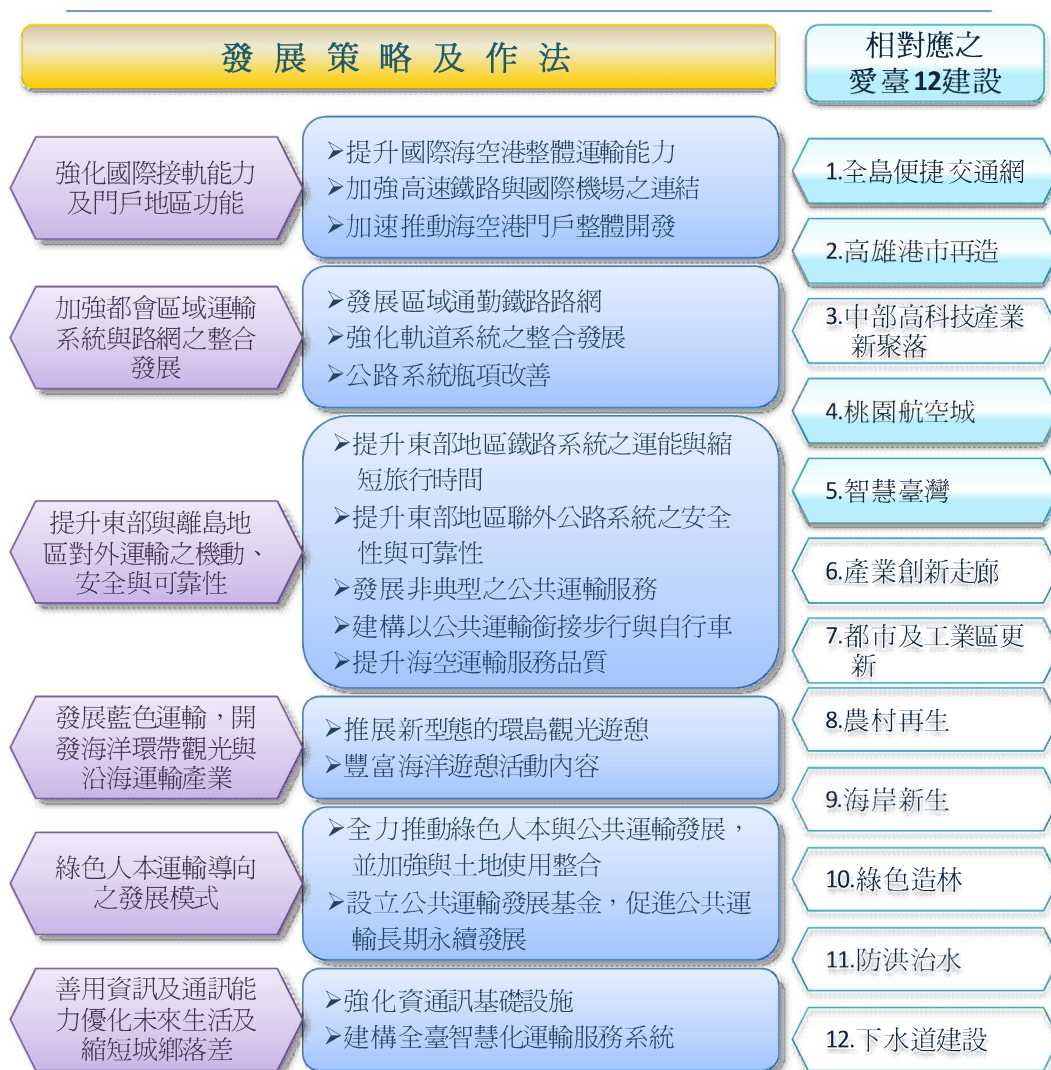 發展策略及作法
相對應之
愛臺12建設
強化國際接軌能力
及門戶地區功能
➢提升國際海空港整體運輸能力
➢加強高速鐵路與國際機場之連結
➢加速推動海空港門戶整體開發
加強都會區域運輸
系統與路網之整合
發展
➢發展區域通勤鐵路路網
➢強化軌道系統之整合發展
➢公路系統瓶項改善
提升東部與離島地
區對外運輸之機動、
安全與可靠性
➢提升東部地區鐵路系統之運能與縮
短旅行時間
➢提升東部地區聯外公路系統之安全
性與可靠性
➢發展非典型之公共運輸服務
➢建構以公共運輸銜接步行與自行車
➢提升海空運輸服務品質
發展藍色運輸，開
發海洋環帶觀光與
沿海運輸產業
➢推展新型態的環島觀光遊憩
➢豐富海洋遊憩活動內容
綠色人本運輸導向
之發展模式
➢全力推動綠色人本與公共運輸發展，
並加強與土地使用整合
➢設立公共運輸發展基金，促進公共運
輸長期永續發展
善用資訊及通訊能
力優化未來生活及
縮短城鄉落差
➢強化資通訊基礎設施
➢建構全臺智慧化運輸服務系統
1.全島便捷交通網
2.高雄港市再造
3.中部高科技產業
新聚落
4.桃園航空城
5.智慧臺灣
6.產業創新走廊
7.都市及工業區更
新
8.農村再生
9.海岸新生
10.綠色造林
11.防洪治水
12.下水道建設